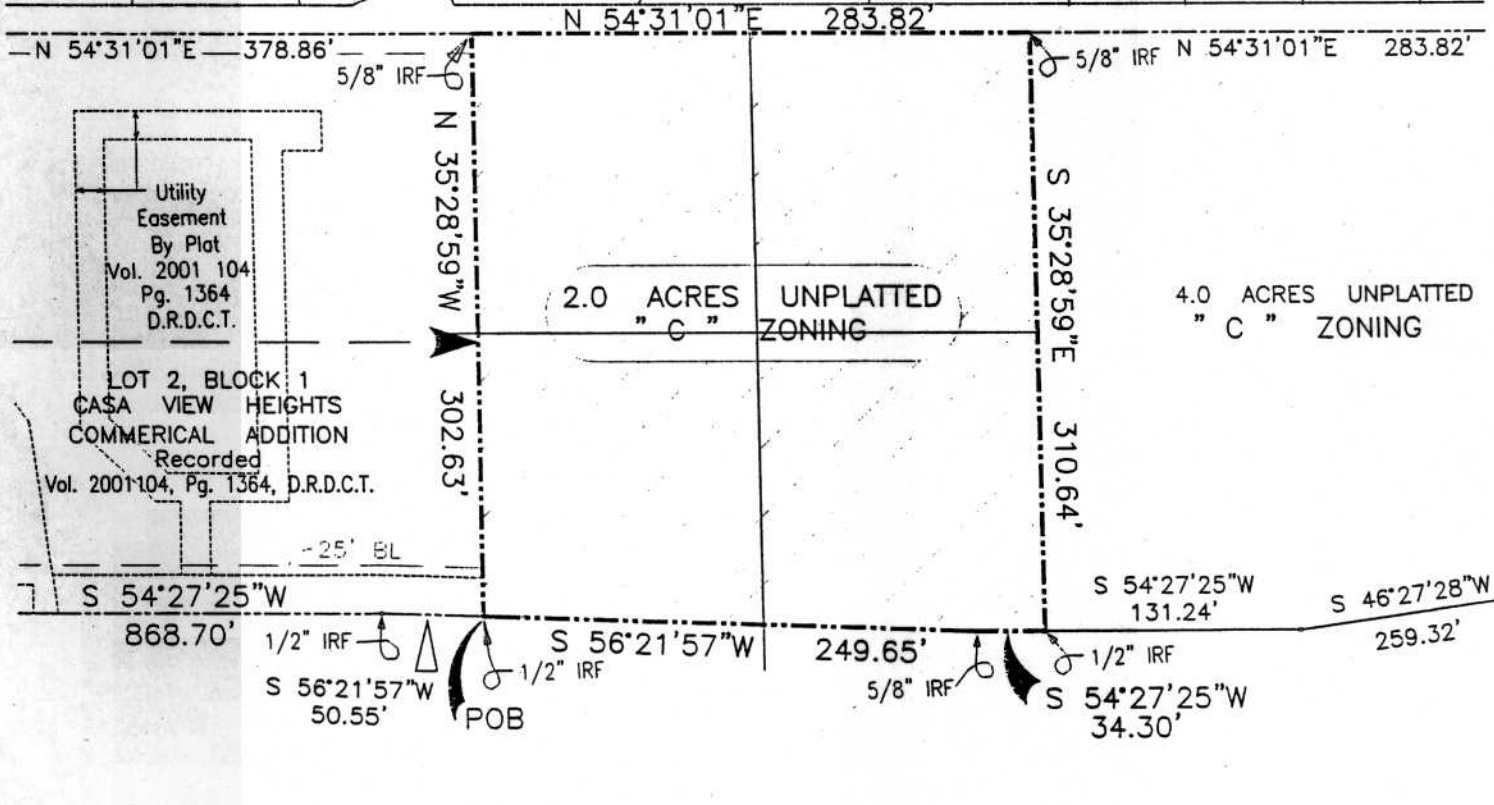 N 54°31'01"E 283.82'
N 54°31'01"E 378.86'
5/8" IRF
5/8" IRF
N 54°31'01"E 283.82'
N 35°28'59"W 302.63'
S 35°28'59"E 310.64'
Utility
Easement
By Plat
Vol. 2001 104
Pg. 1364
D.R.D.C.T.
2.0 ACRES UNPLATTED
" C " ZONING
4.0 ACRES UNPLATTED
" C " ZONING
LOT 2, BLOCK 1
CASA VIEW HEIGHTS
COMMERICAL ADDITION
Recorded
Vol. 2001104, Pg. 1364, D.R.D.C.T.
25' BL
S 54°27'25"W
868.70'
1/2" IRF
S 56°21'57"W
50.55'
POB
1/2" IRF
S 56°21'57"W 249.65'
5/8" IRF
1/2" IRF
S 54°27'25"W
34.30'
S 54°27'25"W
131.24'
S 46°27'28"W
259.32'